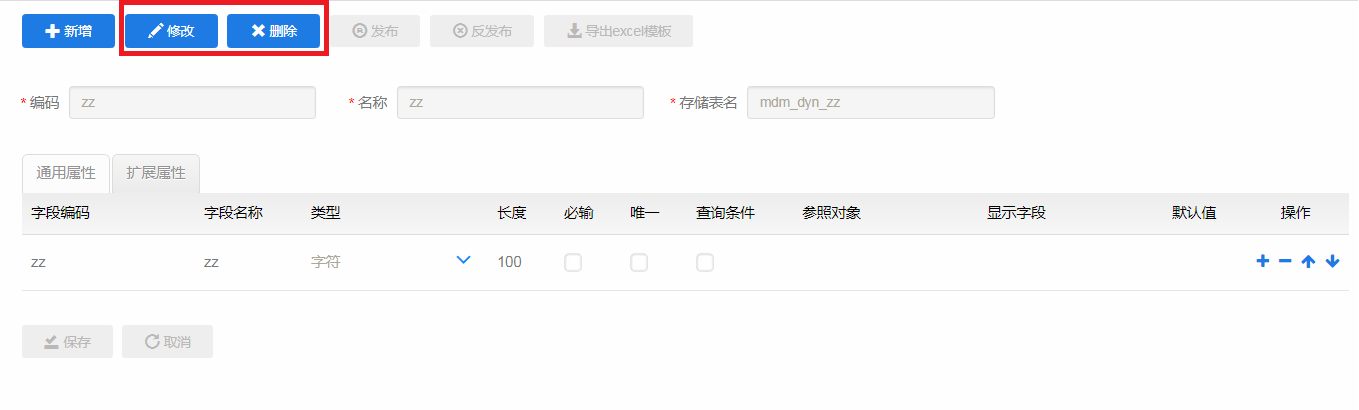 新增 修改 删除 发布 反发布 导出excel模板
* 编码 zz * 名称 zz * 存储表名 mdm_dyn_zz
通用属性 扩展属性
字段编码 字段名称 类型 长度 必输 唯一 查询条件 参照对象 显示字段 默认值 操作
zz zz 字符 100
保存 取消